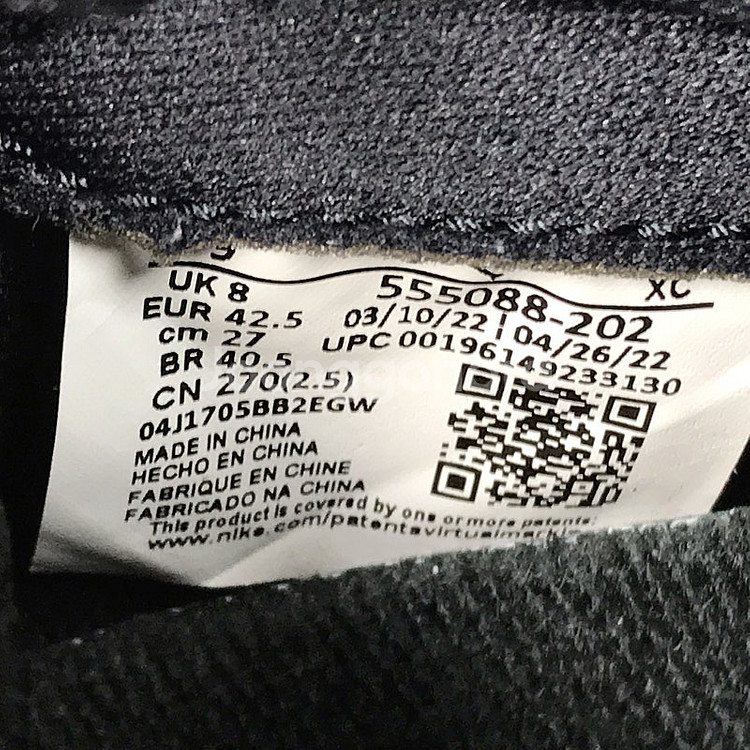 UK 8
EUR 42.5
cm 27
BR 40.5
CN 270(2.5)
04J1705BB2EGW
MADE IN CHINA
HECHO EN CHINA
FABRIQUE EN CHINE
FABRICADO NA CHINA
XC
555088-202
03/10/22 | 04/26/22
UPC 00196149233130
This product is covered by one or more patents:
www.nike.com/patentsvirtualmar